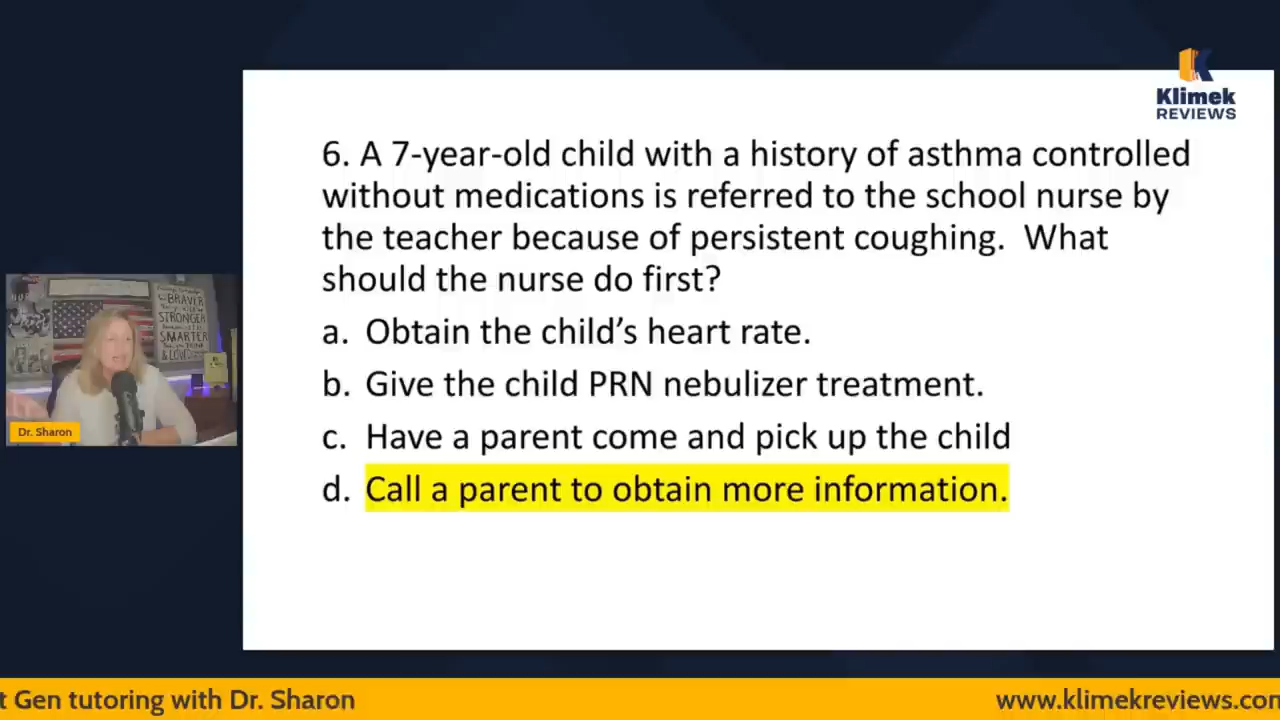 Klimek
REVIEWS
6. A 7-year-old child with a history of asthma controlled
without medications is referred to the school nurse by
the teacher because of persistent coughing. What
should the nurse do first?
a. Obtain the child's heart rate.
b. Give the child PRN nebulizer treatment.
c. Have a parent come and pick up the child
d. Call a parent to obtain more information.
BRAVER
STRONGER
SMARTER
Dr. Sharon
t Gen tutoring with Dr. Sharon
www.klimekreviews.con